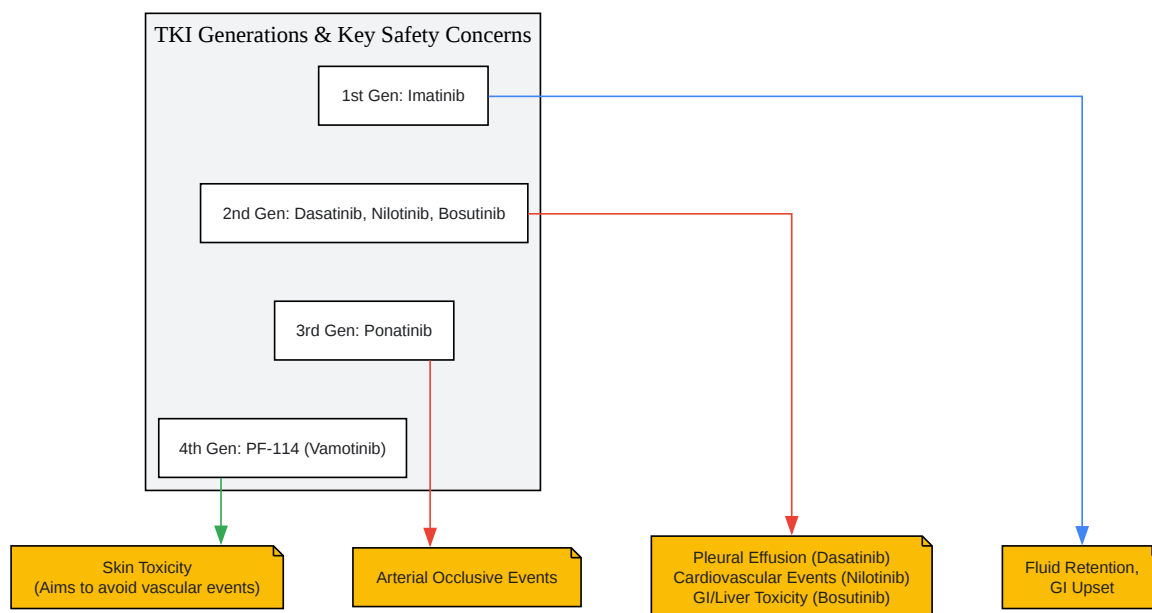 TKI Generations & Key Safety Concerns
1st Gen: Imatinib
2nd Gen: Dasatinib, Nilotinib, Bosutinib
3rd Gen: Ponatinib
4th Gen: PF-114 (Vamotinib)
Skin Toxicity
(Aims to avoid vascular events)
Arterial Occlusive Events
Pleural Effusion (Dasatinib)
Cardiovascular Events (Nilotinib)
GI/Liver Toxicity (Bosutinib)
Fluid Retention,
GI Upset